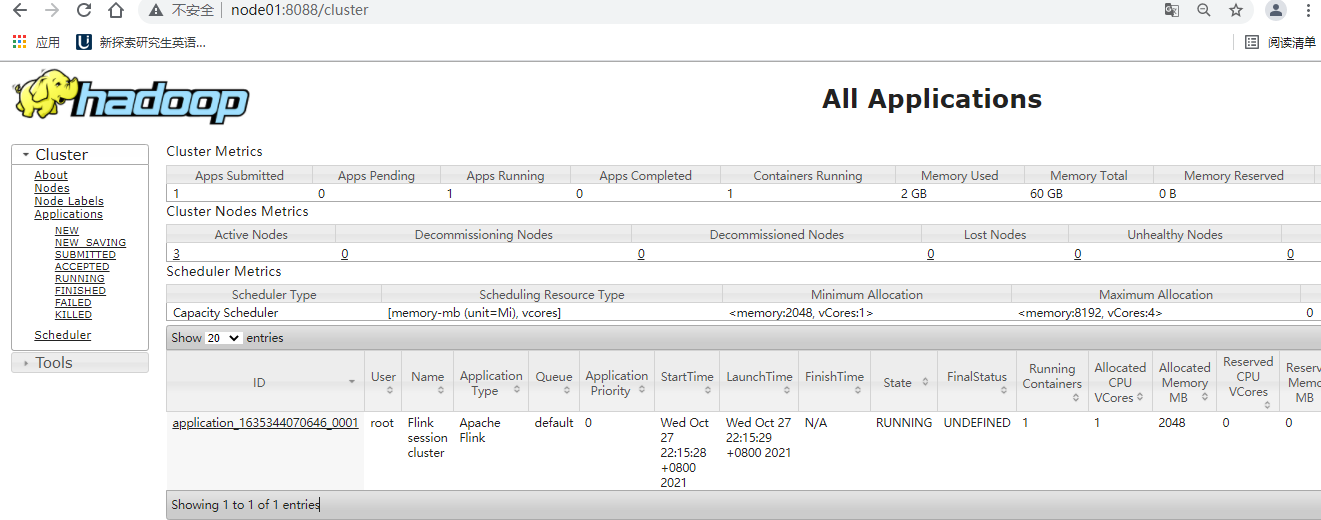 不安全 node01:8088/cluster
应用 新探索研究生英语... 阅读清单
hadoop
All Applications
Cluster
About
Nodes
Node Labels
Applications
NEW
NEW_SAVING
SUBMITTED
ACCEPTED
RUNNING
FINISHED
FAILED
KILLED
Scheduler
Tools
Cluster Metrics
Apps Submitted Apps Pending Apps Running Apps Completed Containers Running Memory Used Memory Total Memory Reserved
1 0 1 0 1 2 GB 60 GB 0 B
Cluster Nodes Metrics
Active Nodes Decommissioning Nodes Decommissioned Nodes Lost Nodes Unhealthy Nodes
3 0 0 0 0 0
Scheduler Metrics
Scheduler Type Scheduling Resource Type Minimum Allocation Maximum Allocation
Capacity Scheduler [memory-mb (unit=Mi), vcores] <memory:2048, vCores:1> <memory:8192, vCores:4> 0
Show 20 entries
ID User Name Application Type Queue Application Priority StartTime LaunchTime FinishTime State FinalStatus Running Containers Allocated CPU VCores Allocated Memory MB Reserved CPU VCores Reserv Memo MB
application_1635344070646_0001 root Flink session cluster Apache Flink default 0 Wed Oct 27 22:15:28 +0800 2021 Wed Oct 27 22:15:29 +0800 2021 N/A RUNNING UNDEFINED 1 1 2048 0 0
Showing 1 to 1 of 1 entries